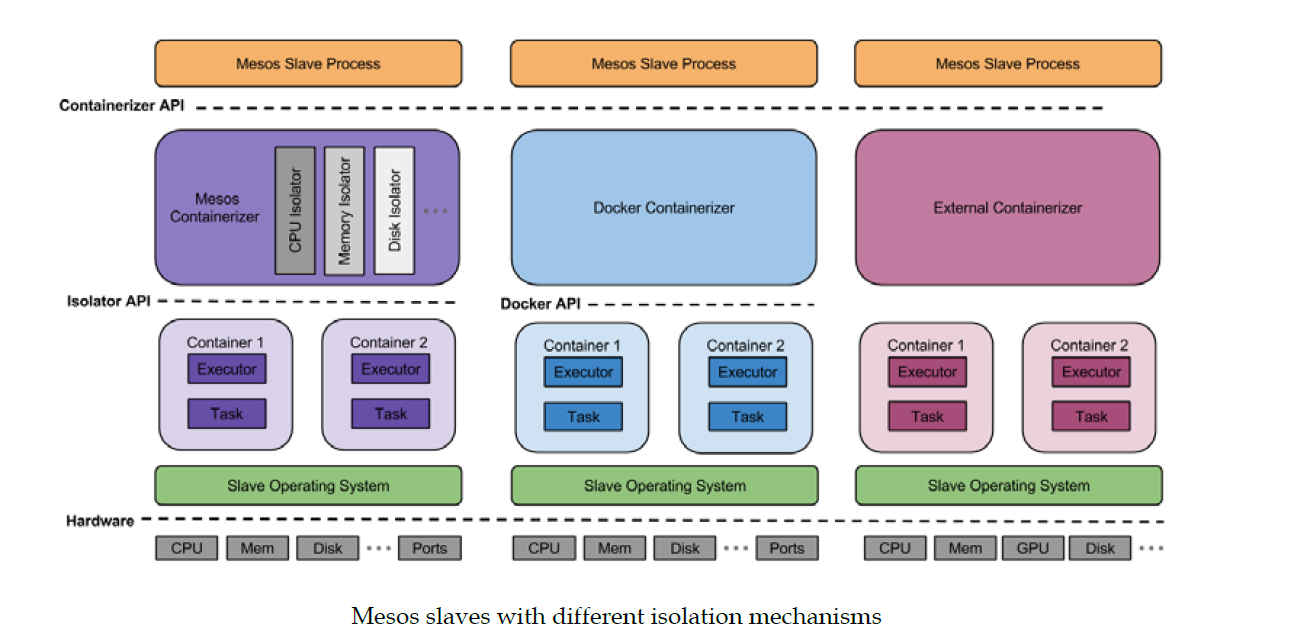 Mesos Slave Process
Mesos Slave Process
Mesos Slave Process
Containerizer API
Mesos
Containerizer
CPU Isolator
Memory Isolator
Disk Isolator
Docker Containerizer
External Containerizer
Isolator API
Docker API
Container 1
Executor
Task
Container 2
Executor
Task
Container 1
Executor
Task
Container 2
Executor
Task
Container 1
Executor
Task
Container 2
Executor
Task
Slave Operating System
Slave Operating System
Slave Operating System
Hardware
CPU Mem Disk ••• Ports
CPU Mem Disk ••• Ports
CPU Mem GPU Disk •••
Mesos slaves with different isolation mechanisms